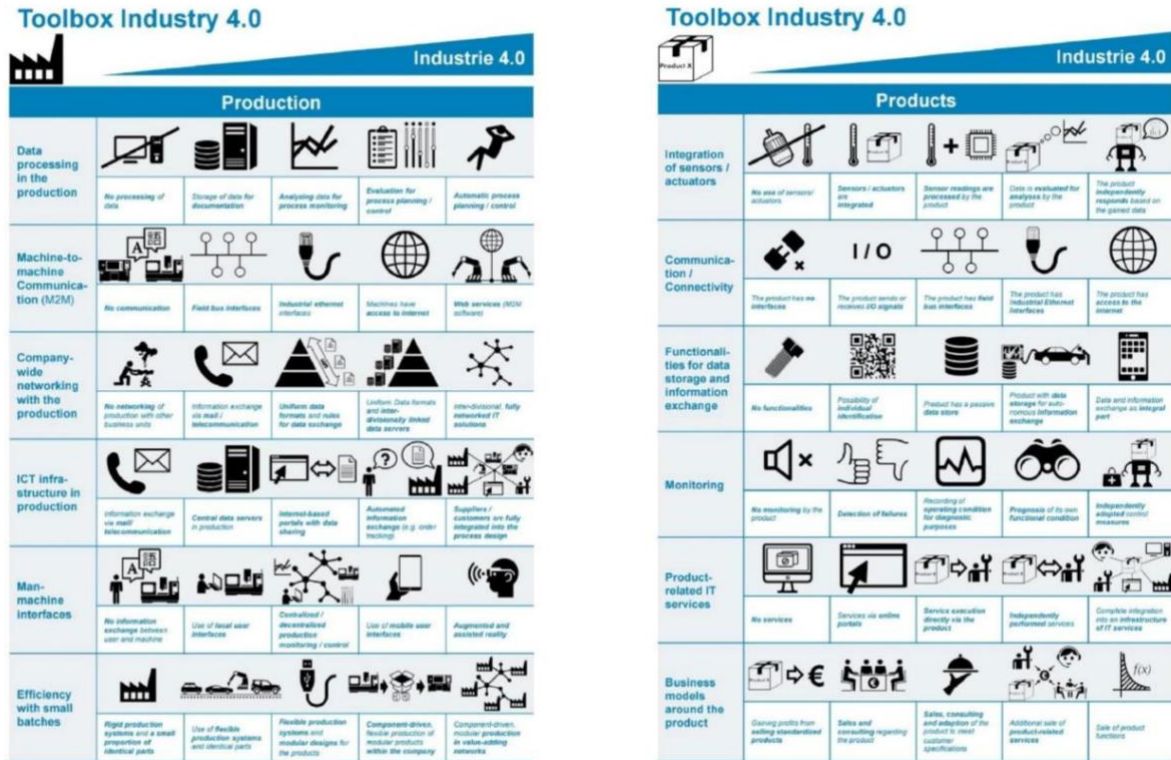 Toolbox Industry 4.0
Industrie 4.0
Production
Data
processing
in the
production
No processing of
data
Storage of data for
documentation
Analysing data for
process monitoring
Evaluation for
process planning /
control
Automatic process
planning / control
Machine-to-
machine
Communica-
tion (M2M)
A
語
No communication
Field bus interfaces
Industrial ethernet
interfaces
Machines have
access to internet
Web services (M2M
software)
Company-
wide
networking
with the
production
No networking of
production with other
business units
Information exchange
via mail /
telecommunication
Uniform data
formats and rules
for data exchange
Uniform Data formats
and inter-
divisionally linked
data servers
Inter-divisional, fully
networked IT
solutions
ICT infra-
structure in
production
?
Information exchange
via mail/
telecommunication
Central data servers
in production
Internet-based
portals with data
sharing
Automated
information
exchange (e.g. order
tracking)
Suppliers /
customers are fully
integrated into the
process design
Man-
machine
interfaces
A
語
No information
exchange between
user and machine
Use of local user
interfaces
Centralized /
decentralized
production
monitoring / control
Use of mobile user
interfaces
Augmented and
assisted reality
Efficiency
with small
batches
Rigid production
systems and a small
proportion of
identical parts
Use of flexible
production systems
and identical parts
Flexible production
systems and
modular designs for
the products
Component-driven,
flexible production of
modular products
within the company
Component-driven,
modular production
in value-adding
networks
Toolbox Industry 4.0
Product X
Industrie 4.0
Products
Integration
of sensors /
actuators
+
No use of sensors/
actuators
Sensors / actuators
are
integrated
Sensor readings are
processed by the
product
Data is evaluated for
analyses by the
product
The product
independently
responds based on
the gained data
Communica-
tion /
Connectivity
I / O
The product has no
interfaces
The product sends or
receives I/O signals
The product has field
bus interfaces
The product has
Industrial Ethernet
interfaces
The product has
access to the
internet
Functionali-
ties for data
storage and
information
exchange
No functionalities
Possibility of
individual
identification
Product has a passive
data store
Product with data
storage for auto-
nomous information
exchange
Data and information
exchange as integral
part
Monitoring
No monitoring by the
product
Detection of failures
Recording of
operating condition
for diagnostic
purposes
Prognosis of its own
functional condition
Independently
adopted control
measures
Product-
related IT
services
No services
Services via online
portals
Service execution
directly via the
product
Independently
performed services
Complete integration
into an infrastructure
of IT services
Business
models
around the
product
€
€
€
f(x)
Gaining profits from
selling standardized
products
Sales and
consulting regarding
the product
Sales, consulting
and adaption of the
product to meet
customer
specifications
Additional sale of
product-related
services
Sale of product
functions